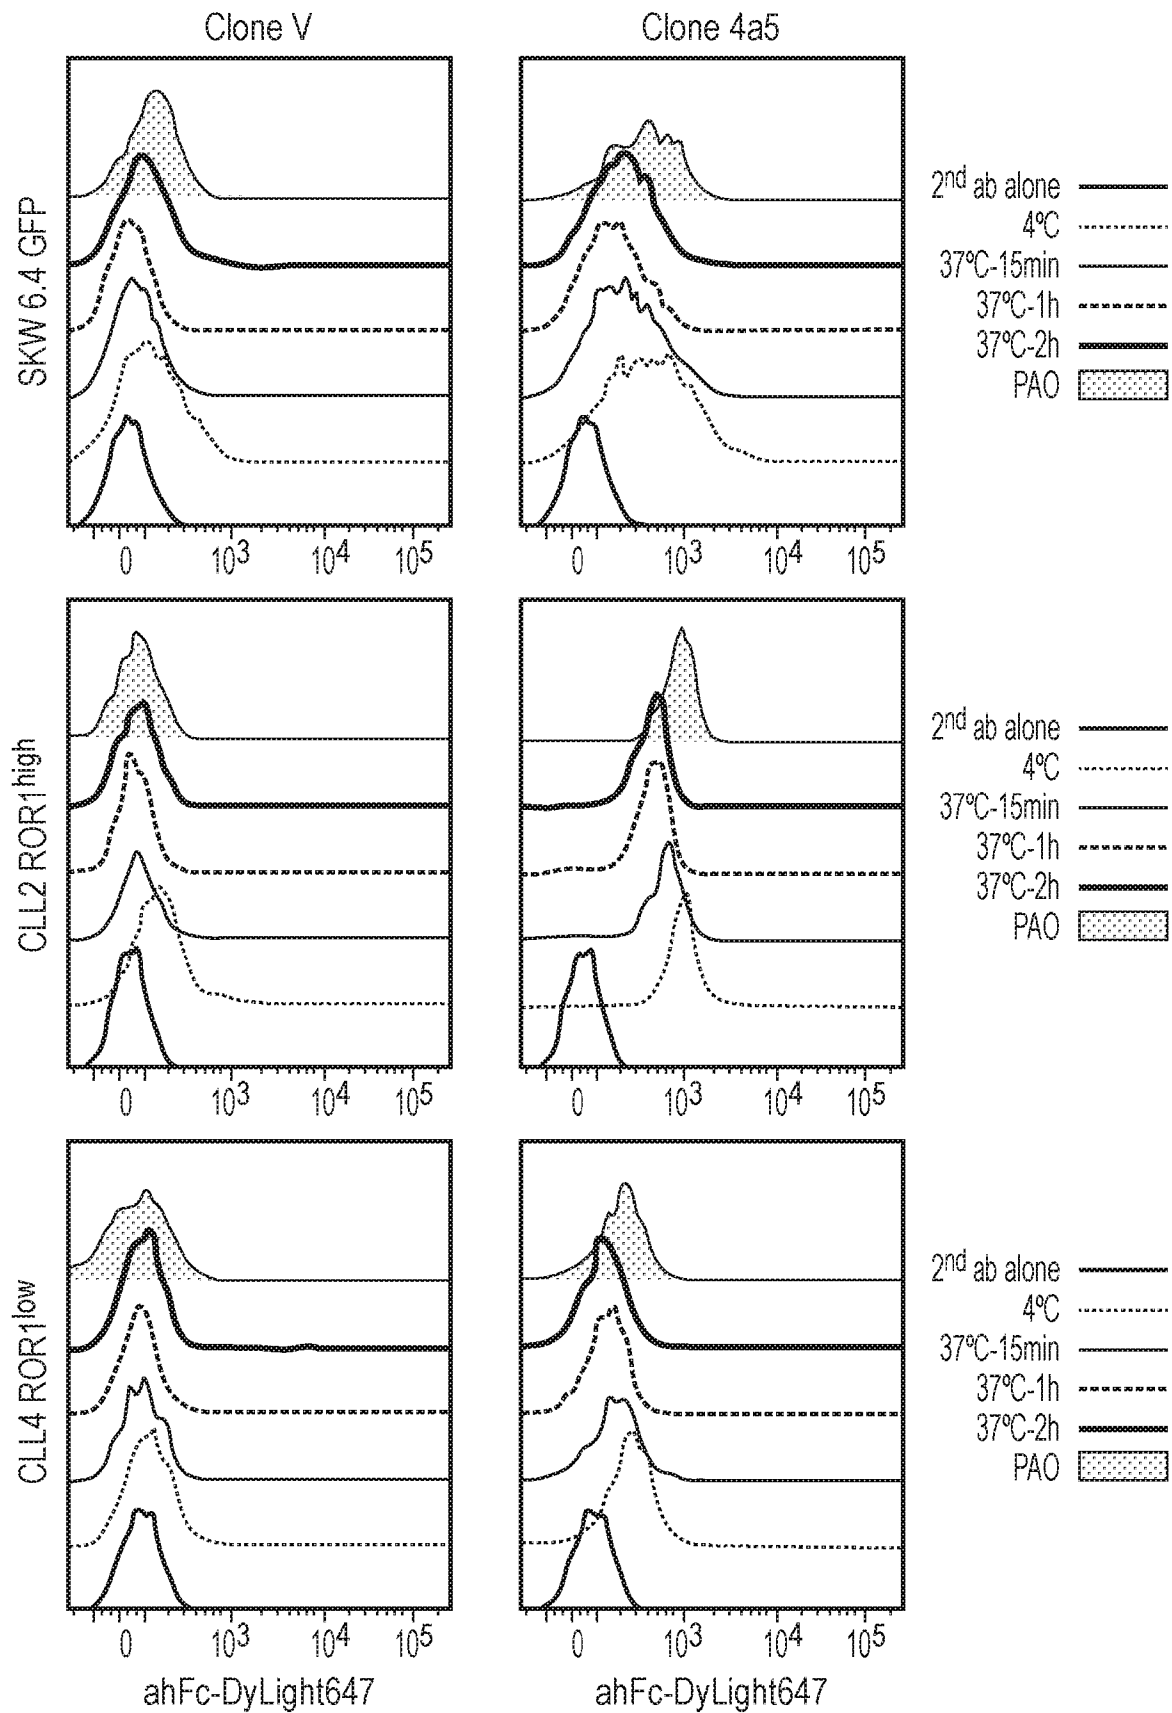 Clone V
Clone 4a5
SKW 6.4 GFP
2nd ab alone
4ºC
37ºC-15min
37ºC-1h
37ºC-2h
PAO
0 10³ 10⁴ 10⁵
0 10³ 10⁴ 10⁵
CLL2 ROR1high
2nd ab alone
4ºC
37ºC-15min
37ºC-1h
37ºC-2h
PAO
0 10³ 10⁴ 10⁵
0 10³ 10⁴ 10⁵
CLL4 ROR1low
2nd ab alone
4ºC
37ºC-15min
37ºC-1h
37ºC-2h
PAO
0 10³ 10⁴ 10⁵
0 10³ 10⁴ 10⁵
ahFc-DyLight647
ahFc-DyLight647